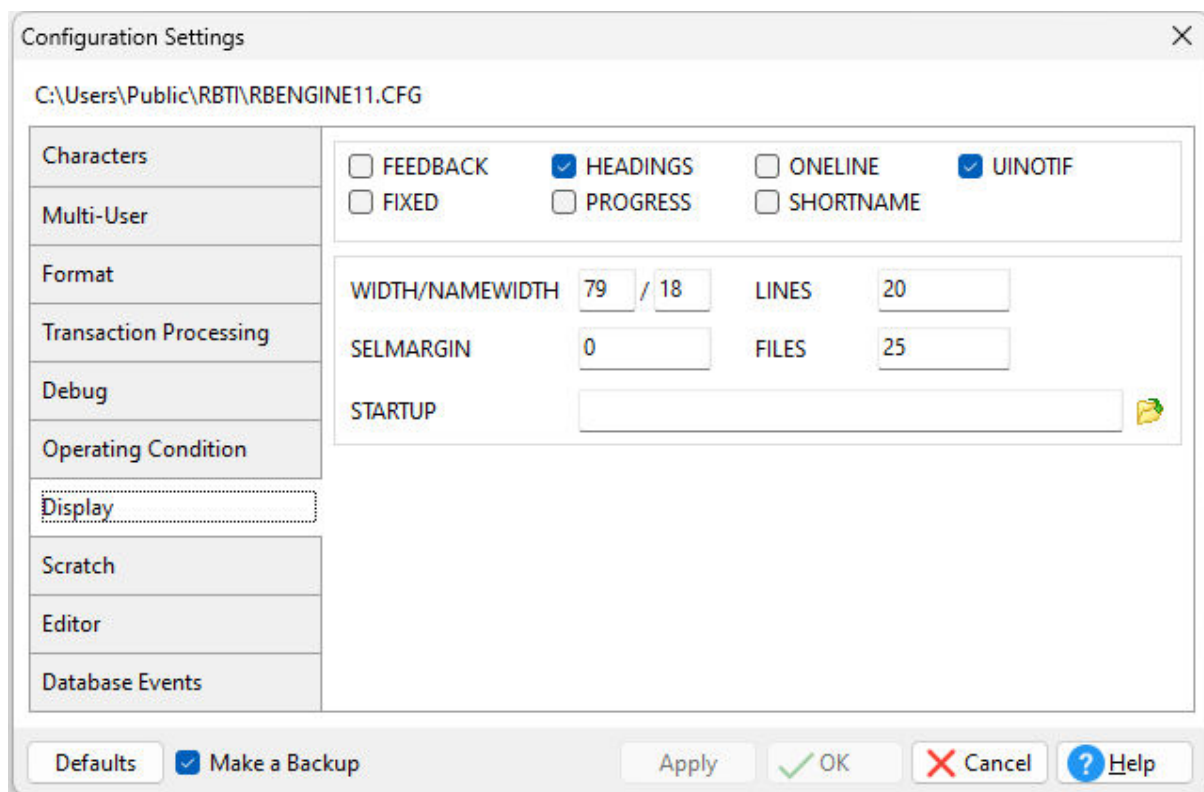 Configuration Settings
C:\Users\Public\RBTI\RBENGINE11.CFG
Characters
Multi-User
Format
Transaction Processing
Debug
Operating Condition
Display
Scratch
Editor
Database Events
FEEDBACK HEADINGS ONELINE UINOTIF
FIXED PROGRESS SHORTNAME
WIDTH/NAMEWIDTH 79 / 18 LINES 20
SELMARGIN 0 FILES 25
STARTUP
Defaults Make a Backup Apply OK Cancel Help